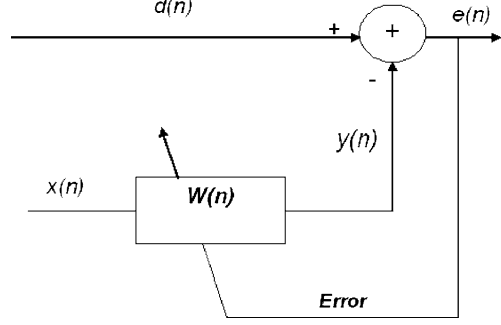 d(n)
e(n)
+
+
-
y(n)
x(n)
W(n)
Error